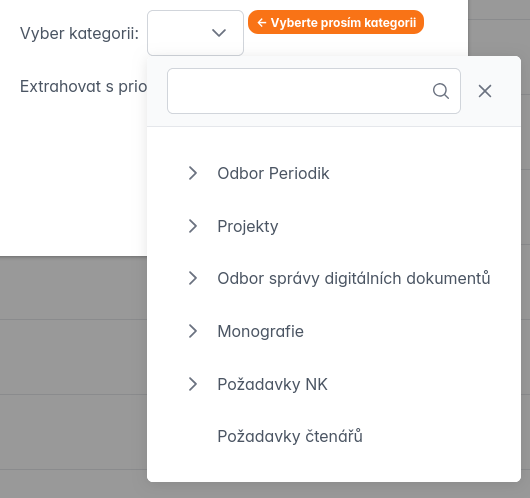 Vyber kategorii:
← Vyberte prosím kategorii
Extrahovat s prio
Odbor Periodik
Projekty
Odbor správy digitálních dokumentů
Monografie
Požadavky NK
Požadavky čtenářů